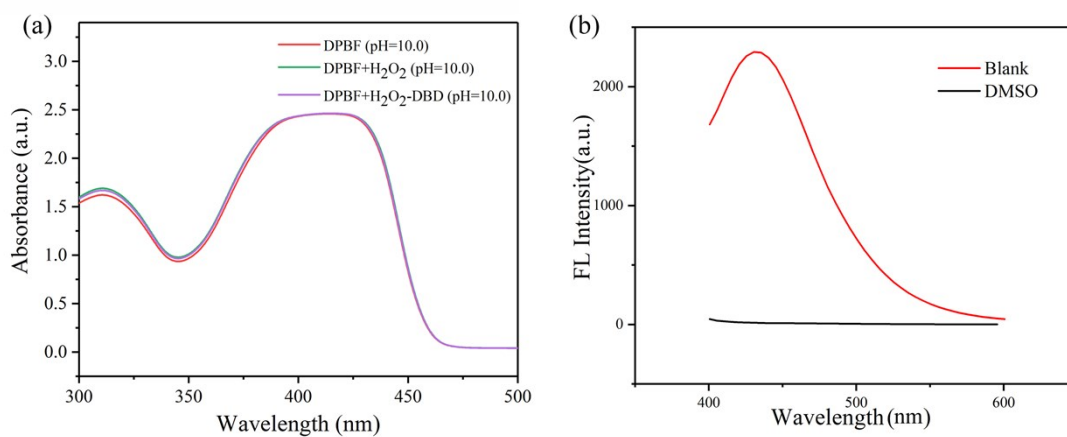 (a)
DPBF (pH=10.0)
DPBF+H₂O₂ (pH=10.0)
DPBF+H₂O₂-DBD (pH=10.0)
Absorbance (a.u.)
3.0
2.5
2.0
1.5
1.0
0.5
0.0
300 350 400 450 500
Wavelength (nm)
(b)
Blank
DMSO
FL Intensity(a.u.)
2000
1000
0
400 500 600
Wavelength(nm)